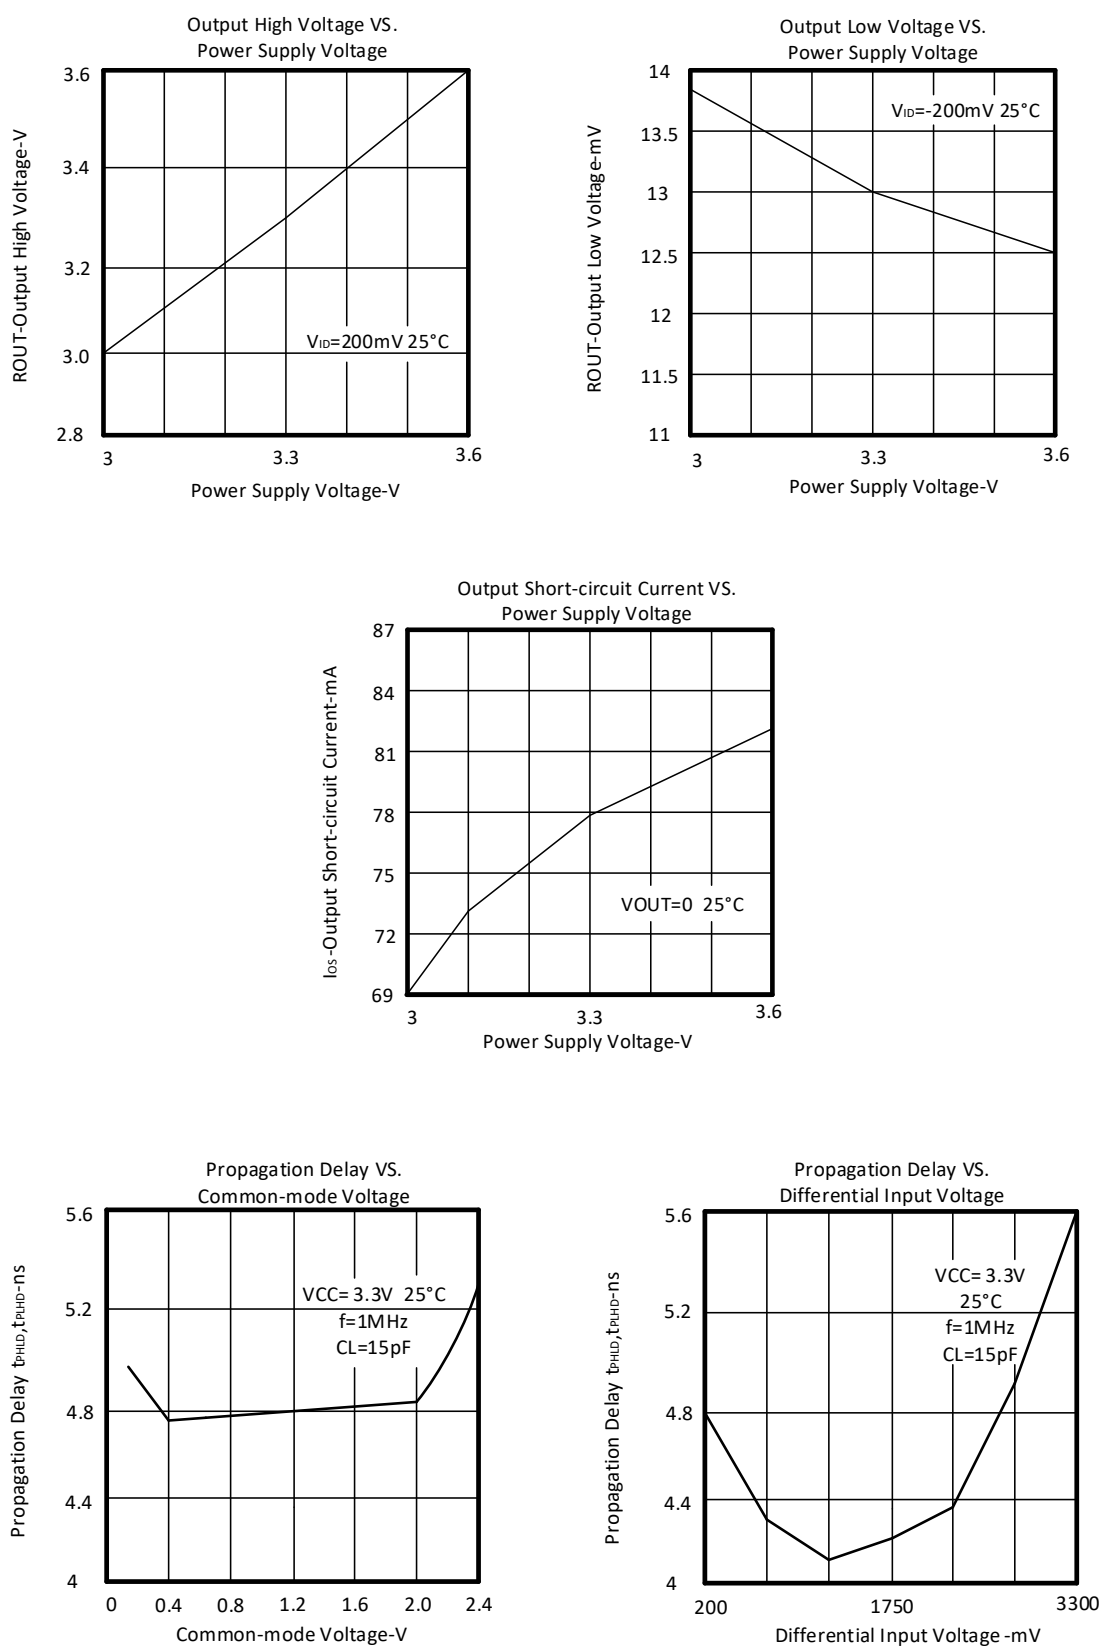 Output High Voltage VS.
Power Supply Voltage
ROUT-Output High Voltage-V
3.6
3.4
3.2
3.0
2.8
VID=200mV 25°C
3
3.3
3.6
Power Supply Voltage-V
Output Low Voltage VS.
Power Supply Voltage
ROUT-Output Low Voltage-mV
14
13.5
13
12.5
12
11.5
11
VID=-200mV 25°C
3
3.3
3.6
Power Supply Voltage-V
Output Short-circuit Current VS.
Power Supply Voltage
IOS-Output Short-circuit Current-mA
87
84
81
78
75
72
69
VOUT=0 25°C
3
3.3
3.6
Power Supply Voltage-V
Propagation Delay VS.
Common-mode Voltage
Propagation Delay tPHLD,tPLHD-ns
5.6
5.2
4.8
4.4
4
VCC=3.3V 25°C
f=1MHz
CL=15pF
0
0.4
0.8
1.2
1.6
2.0
2.4
Common-mode Voltage-V
Propagation Delay VS.
Differential Input Voltage
Propagation Delay tPHLD,tPLHD-ns
5.6
5.2
4.8
4.4
4
VCC=3.3V
25°C
f=1MHz
CL=15pF
200
1750
3300
Differential Input Voltage-mV